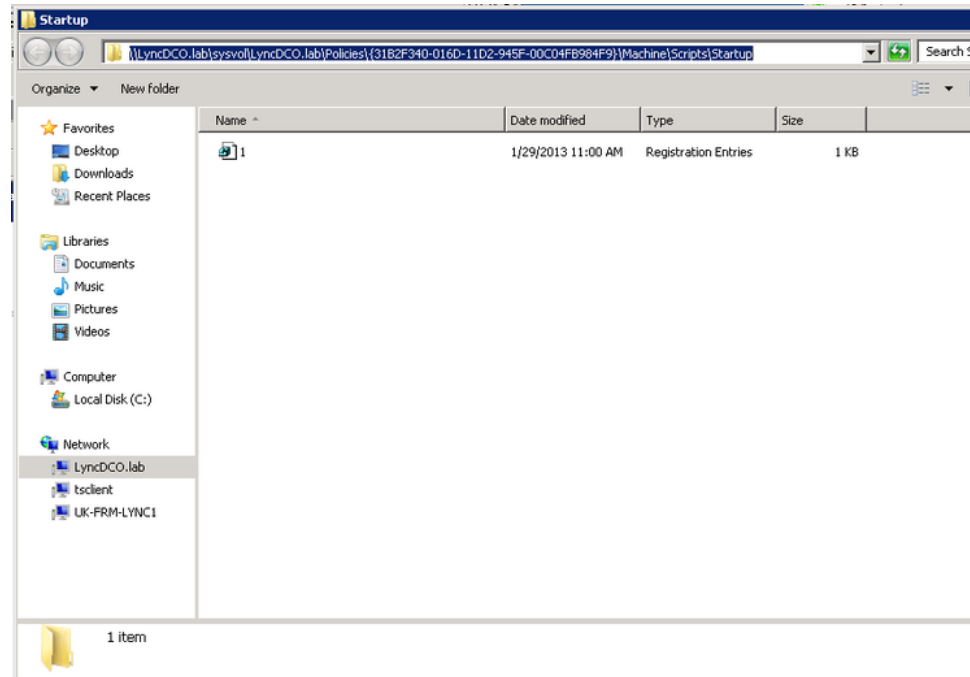 Startup
\\LyncDCO.lab\sysvol\LyncDCO.lab\Policies\{31B2F340-016D-11D2-945F-00C04FB984F9}\Machine\Scripts\Startup
Search S
Organize
New folder
Name
Date modified
Type
Size
1
1/29/2013 11:00 AM
Registration Entries
1 KB
Favorites
Desktop
Downloads
Recent Places
Libraries
Documents
Music
Pictures
Videos
Computer
Local Disk (C:)
Network
LyncDCO.lab
tsclient
UK-FRM-LYNC1
1 item